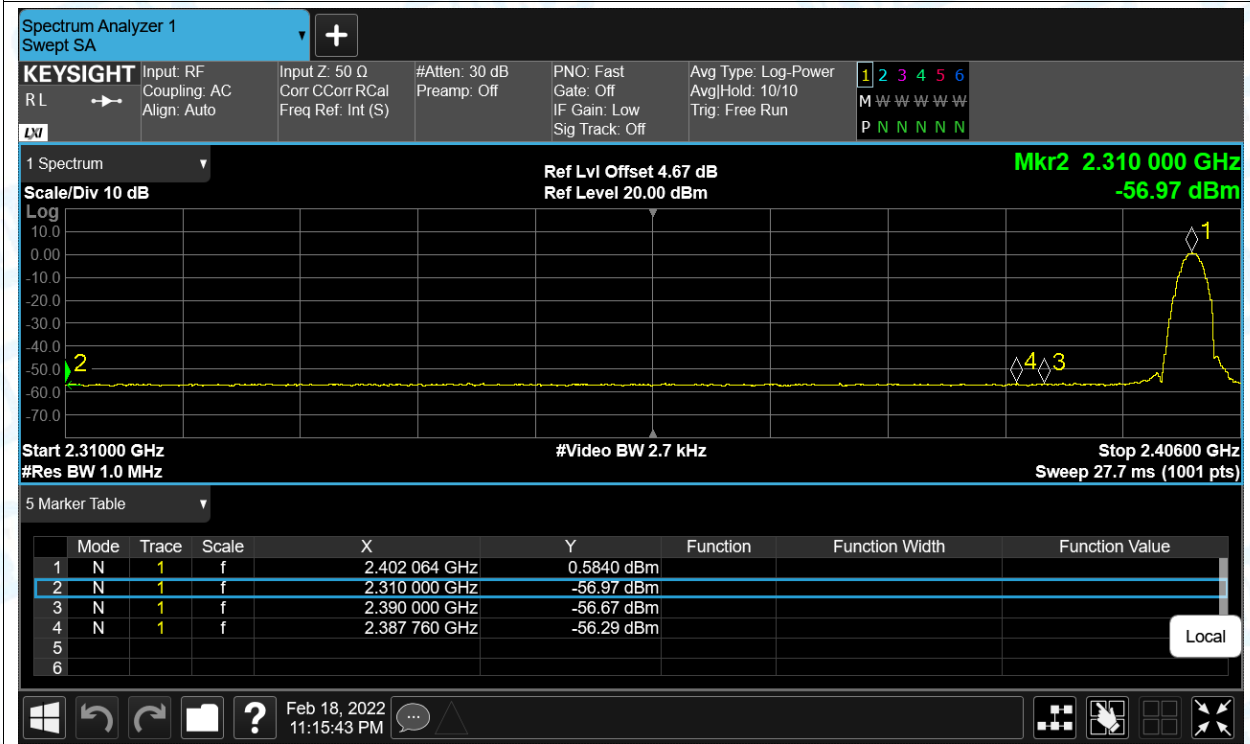 Spectrum Analyzer 1
Swept SA
+
KEYSIGHT
R L
LXI
Input: RF
Coupling: AC
Align: Auto
Input Z: 50 Ω
Corr CCorr RCal
Freq Ref: Int (S)
#Atten: 30 dB
Preamp: Off
PNO: Fast
Gate: Off
IF Gain: Low
Sig Track: Off
Avg Type: Log-Power
Avg|Hold: 10/10
Trig: Free Run
1 2 3 4 5 6
M W W W W W
P N N N N N
1 Spectrum
Scale/Div 10 dB
Ref Lvl Offset 4.67 dB
Ref Level 20.00 dBm
Mkr2 2.310 000 GHz
-56.97 dBm
Log
10.0
0.00
-10.0
-20.0
-30.0
-40.0
-50.0
-60.0
-70.0
1
2
4
3
Start 2.31000 GHz
#Video BW 2.7 kHz
Stop 2.40600 GHz
#Res BW 1.0 MHz
Sweep 27.7 ms (1001 pts)
5 Marker Table
Mode Trace Scale X Y Function Function Width Function Value
1 N 1 f 2.402 064 GHz 0.5840 dBm
2 N 1 f 2.310 000 GHz -56.97 dBm
3 N 1 f 2.390 000 GHz -56.67 dBm
4 N 1 f 2.387 760 GHz -56.29 dBm
5
6
Local
?
Feb 18, 2022
11:15:43 PM